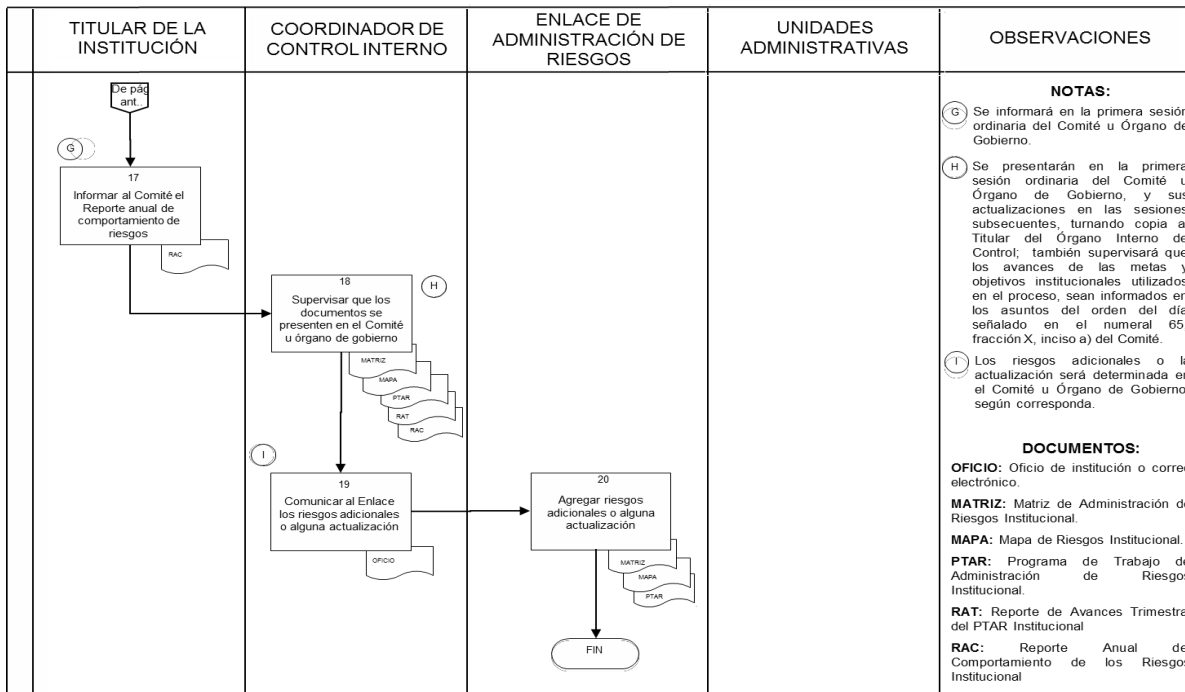 TITULAR DE LA
INSTITUCIÓN
COORDINADOR DE
CONTROL INTERNO
ENLACE DE
ADMINISTRACIÓN DE
RIESGOS
UNIDADES
ADMINISTRATIVAS
OBSERVACIONES
De pág
ant..
G
17
Informar al Comité el
Reporte anual de
comportamiento de
riesgos
RAC
18
Supervisar que los
documentos se
presenten en el Comité
u órgano de gobierno
H
MATRIZ
MAPA
PTAR
RAT
RAC
I
19
Comunicar al Enlace
los riesgos adicionales
o alguna actualización
OFICIO
20
Agregar riesgos
adicionales o alguna
actualización
MATRIZ
MAPA
PTAR
FIN
NOTAS:
G Se informará en la primera sesión
ordinaria del Comité u Órgano de
Gobierno.
H Se presentarán en la primera
sesión ordinaria del Comité u
Órgano de Gobierno, y sus
actualizaciones en las sesiones
subsecuentes, turnando copia a
Titular del Órgano Interno de
Control; también supervisará que
los avances de las metas y
objetivos institucionales utilizados
en el proceso, sean informados en
los asuntos del orden del día
señalado en el numeral 65,
fracción X, inciso a) del Comité.
I Los riesgos adicionales o la
actualización será determinada en
el Comité u Órgano de Gobierno
según corresponda.
DOCUMENTOS:
OFICIO: Oficio de institución o corre
electrónico.
MATRIZ: Matriz de Administración de
Riesgos Institucional.
MAPA: Mapa de Riesgos Institucional.
PTAR: Programa de Trabajo de
Administración de Riesgos
Institucional.
RAT: Reporte de Avances Trimestra
del PTAR Institucional
RAC: Reporte Anual de
Comportamiento de los Riesgos
Institucional